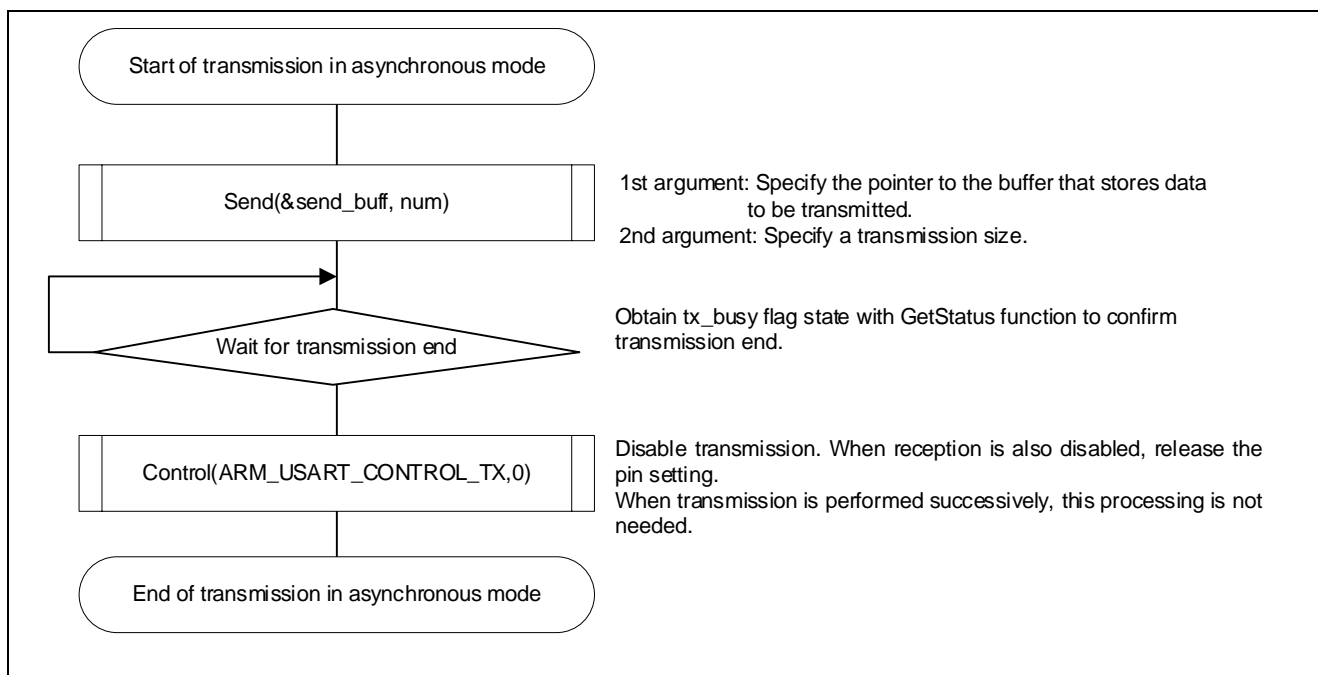 Start of transmission in asynchronous mode
Send(&send_buff, num)
1st argument: Specify the pointer to the buffer that stores data
to be transmitted.
2nd argument: Specify a transmission size.
Wait for transmission end
Obtain tx_busy flag state with GetStatus function to confirm
transmission end.
Control(ARM_USART_CONTROL_TX,0)
Disable transmission. When reception is also disabled, release the
pin setting.
When transmission is performed successively, this processing is not
needed.
End of transmission in asynchronous mode